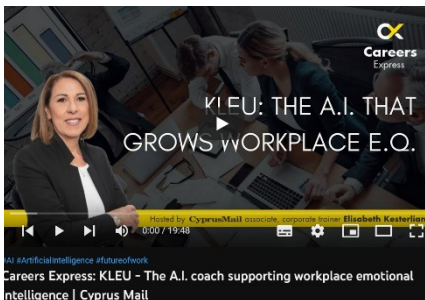 Careers
Express
KLEU: THE A.I. THAT
GROWS WORKPLACE E.Q.
Hosted by CyprusMail associate, corporate trainer Elisabeth Kesterlian
0:00 / 19:48
#AI #ArtificialIntelligence #futureofwork
Careers Express: KLEU - The A.I. coach supporting workplace emotional
intelligence | Cyprus Mail